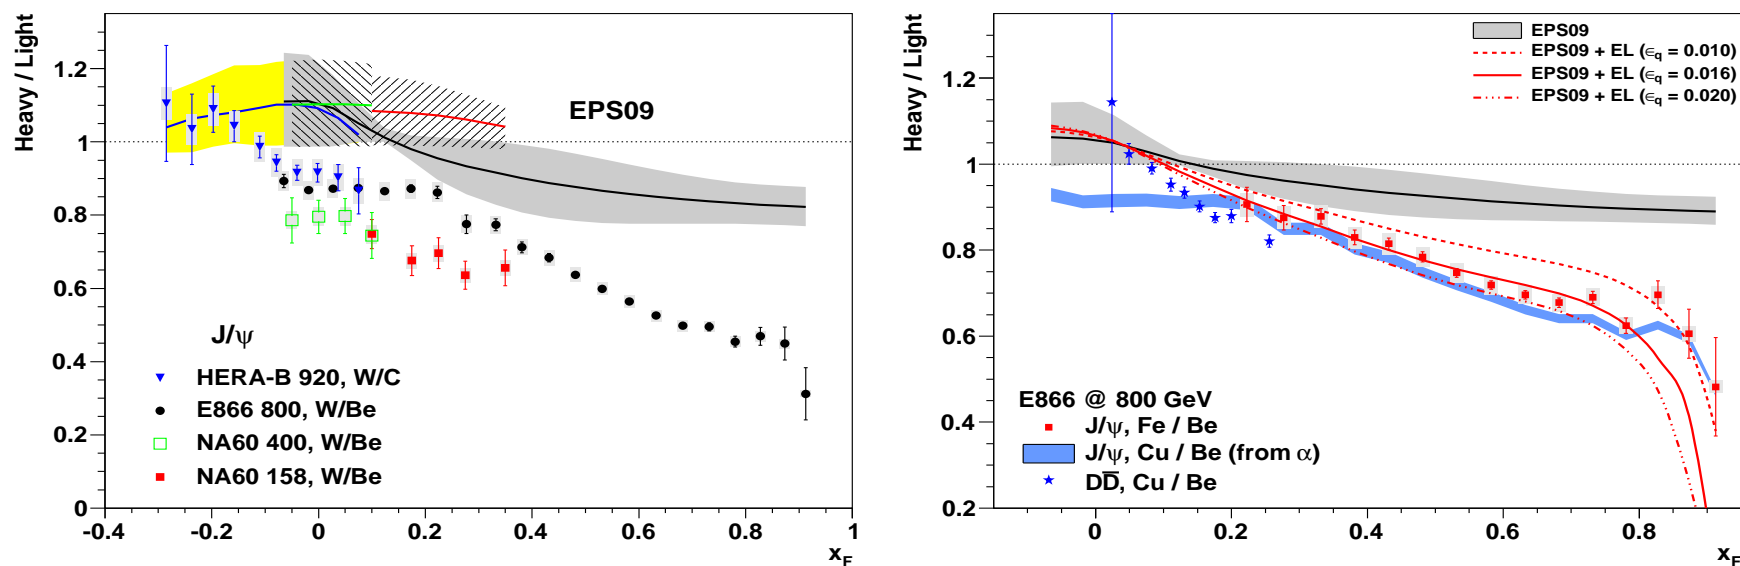 Heavy / Light
1.2
1
0.8
0.6
0.4
0.2
0
-0.4
-0.2
0
0.2
0.4
0.6
0.8
1
x_F
EPS09
J/ψ
HERA-B 920, W/C
E866 800, W/Be
NA60 400, W/Be
NA60 158, W/Be
Heavy / Light
1.2
1
0.8
0.6
0.4
0.2
0
0.2
0.4
0.6
0.8
x_F
EPS09
EPS09 + EL (ϵ_q = 0.010)
EPS09 + EL (ϵ_q = 0.016)
EPS09 + EL (ϵ_q = 0.020)
E866 @ 800 GeV
J/ψ, Fe / Be
J/ψ, Cu / Be (from α)
DD̅, Cu / Be